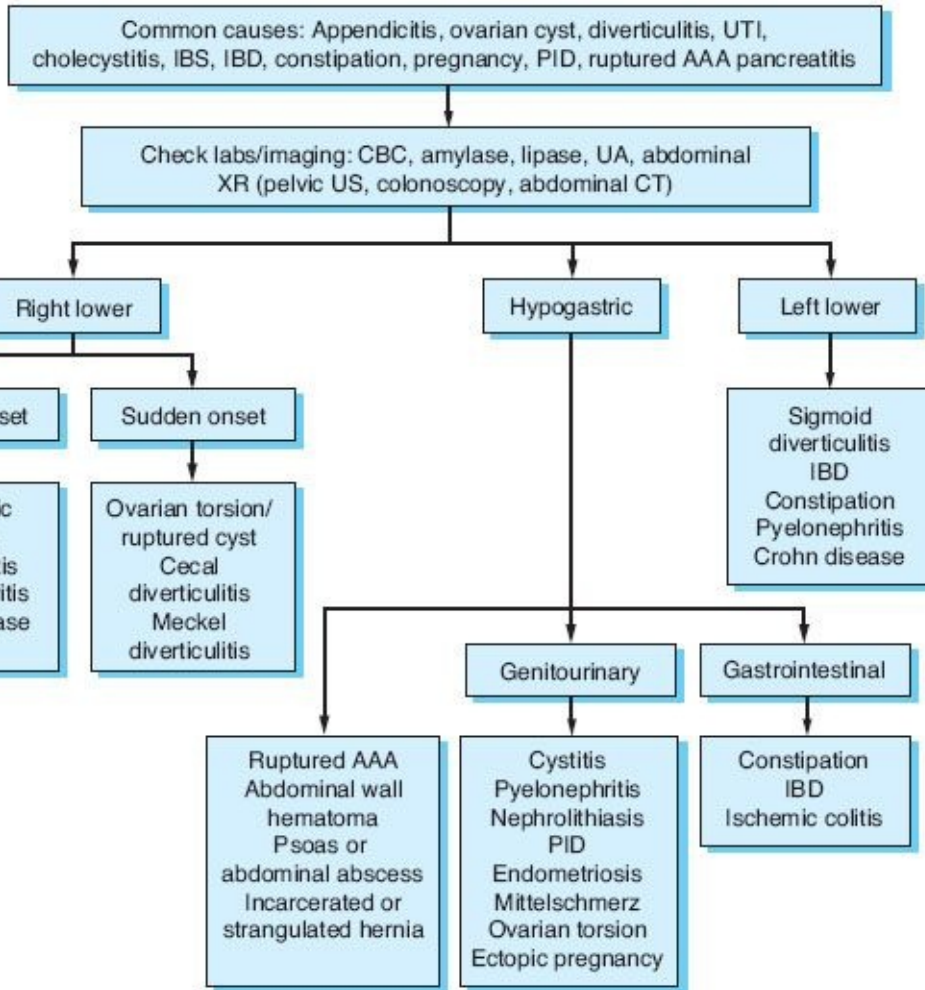 Common causes: Appendicitis, ovarian cyst, diverticulitis, UTI,
cholecystitis, IBS, IBD, constipation, pregnancy, PID, ruptured AAA pancreatitis
Check labs/imaging: CBC, amylase, lipase, UA, abdominal
XR (pelvic US, colonoscopy, abdominal CT)
Right lower
Hypogastric
Left lower
Sudden onset
Sigmoid
diverticulitis
IBD
Constipation
Pyelonephritis
Crohn disease
Ovarian torsion/
ruptured cyst
Cecal
diverticulitis
Meckel
diverticulitis
Genitourinary
Gastrointestinal
Ruptured AAA
Abdominal wall
hematoma
Psoas or
abdominal abscess
Incarcerated or
strangulated hernia
Cystitis
Pyelonephritis
Nephrolithiasis
PID
Endometriosis
Mittelschmerz
Ovarian torsion
Ectopic pregnancy
Constipation
IBD
Ischemic colitis